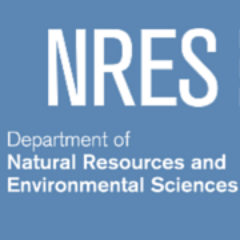 NRES
Department of
Natural Resources and
Environmental Sciences